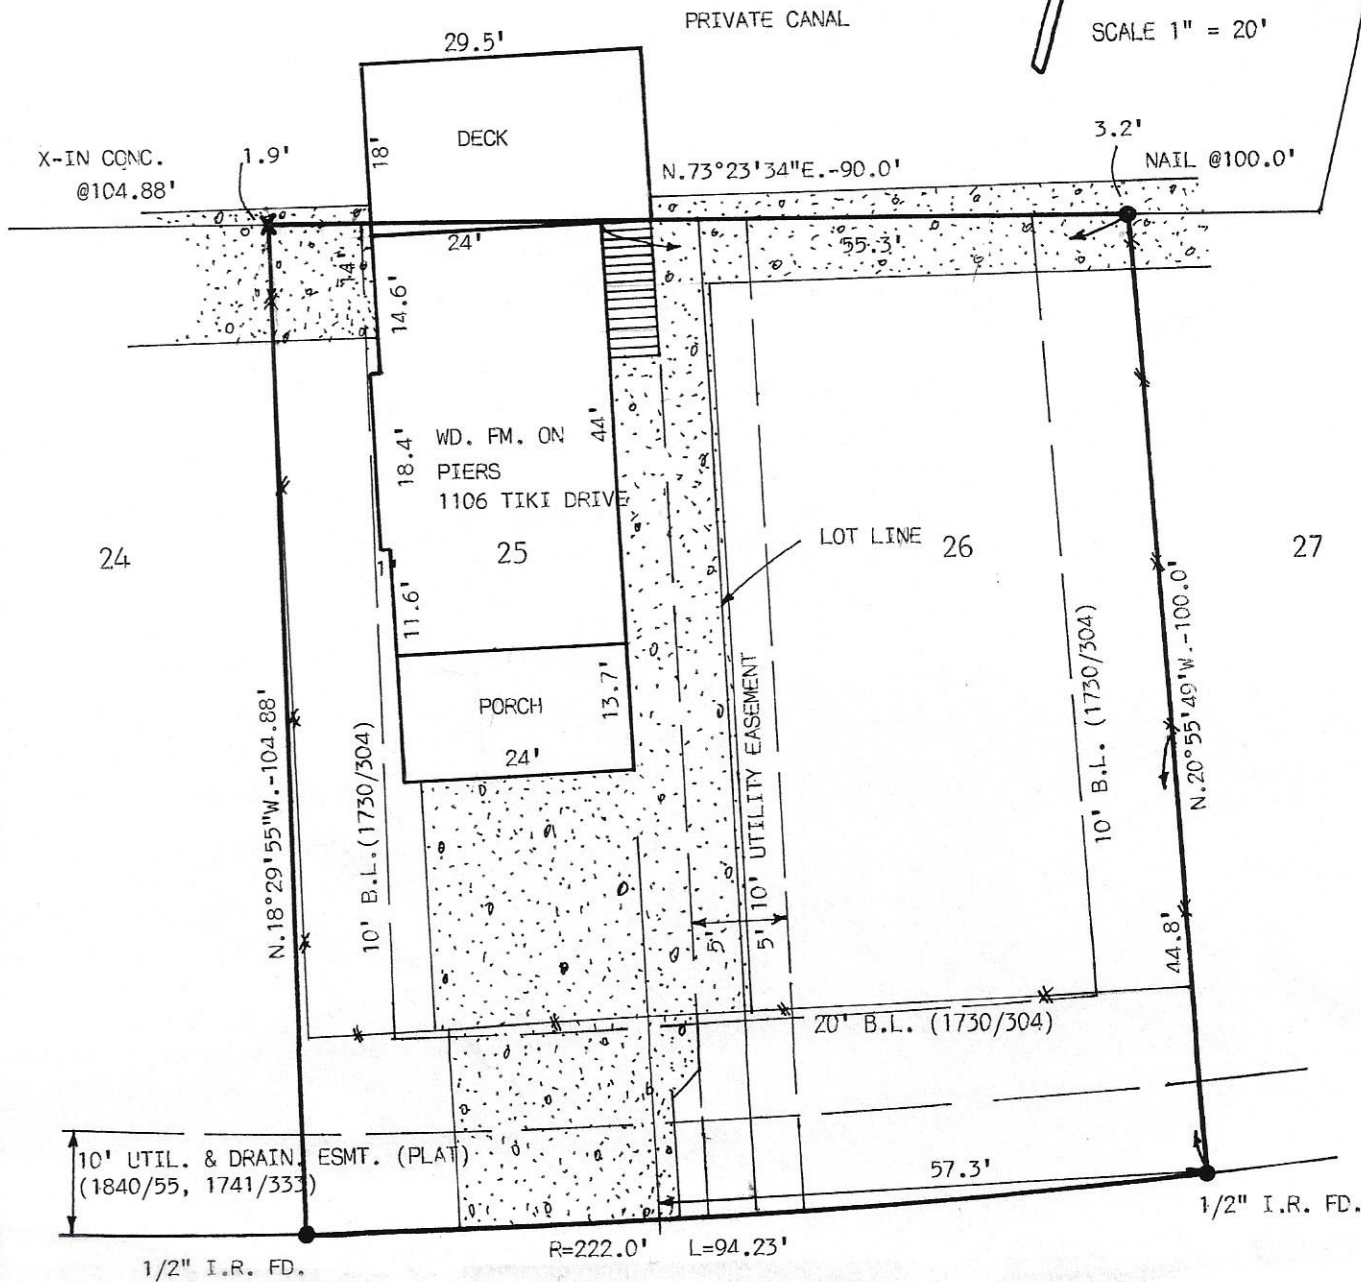 PRIVATE CANAL
SCALE 1" = 20'
29.5'
DECK
18'
X-IN CONC.
@104.88'
1.9'
N.73°23'34"E.-90.0'
3.2'
NAIL @100.0'
24'
55.3'
14.6'
18.4'
44'
WD. FM. ON
PIERS
1106 TIKI DRIVE
24
25
LOT LINE
26
27
1'
11.6'
PORCH
13.7'
24'
N.18°29'55"W.-104.88'
10' B.L.(1730/304)
10' UTILITY EASEMENT
5'
5'
10' B.L. (1730/304)
N.20°55'49"W.-100.0'
44.8'
20' B.L. (1730/304)
10' UTIL. & DRAIN. ESMT. (PLAT)
(1840/55, 1741/333)
57.3'
1/2" I.R. FD.
R=222.0' L=94.23'
1/2" I.R. FD.